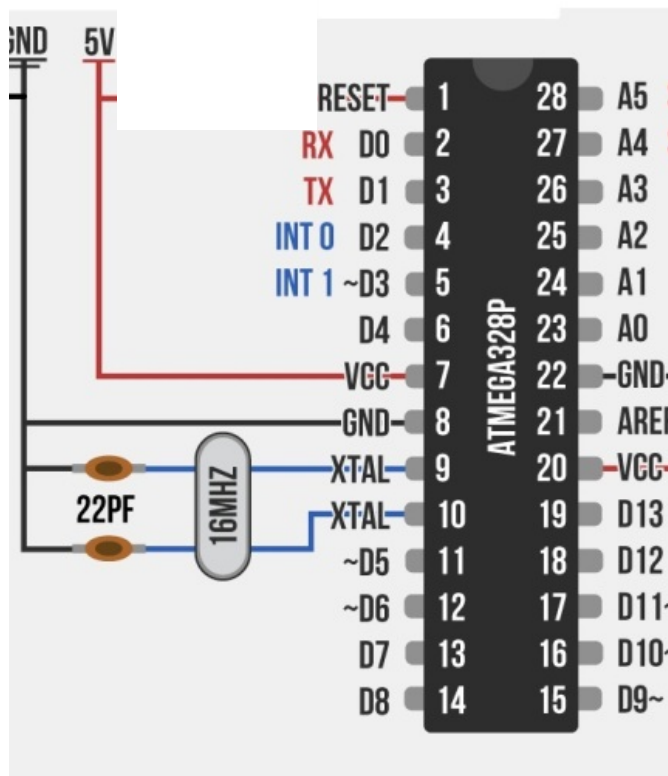 GND 5V
RESET 1 28 A5
RX D0 2 27 A4
TX D1 3 26 A3
INT 0 D2 4 25 A2
INT 1 ~D3 5 24 A1
D4 6 23 A0
VCC 7 22 GND
GND 8 21 AREF
XTAL 9 20 VCC
XTAL 10 19 D13
~D5 11 18 D12
~D6 12 17 D11~
D7 13 16 D10~
D8 14 15 D9~
ATMEGA328P
22PF
16MHZ